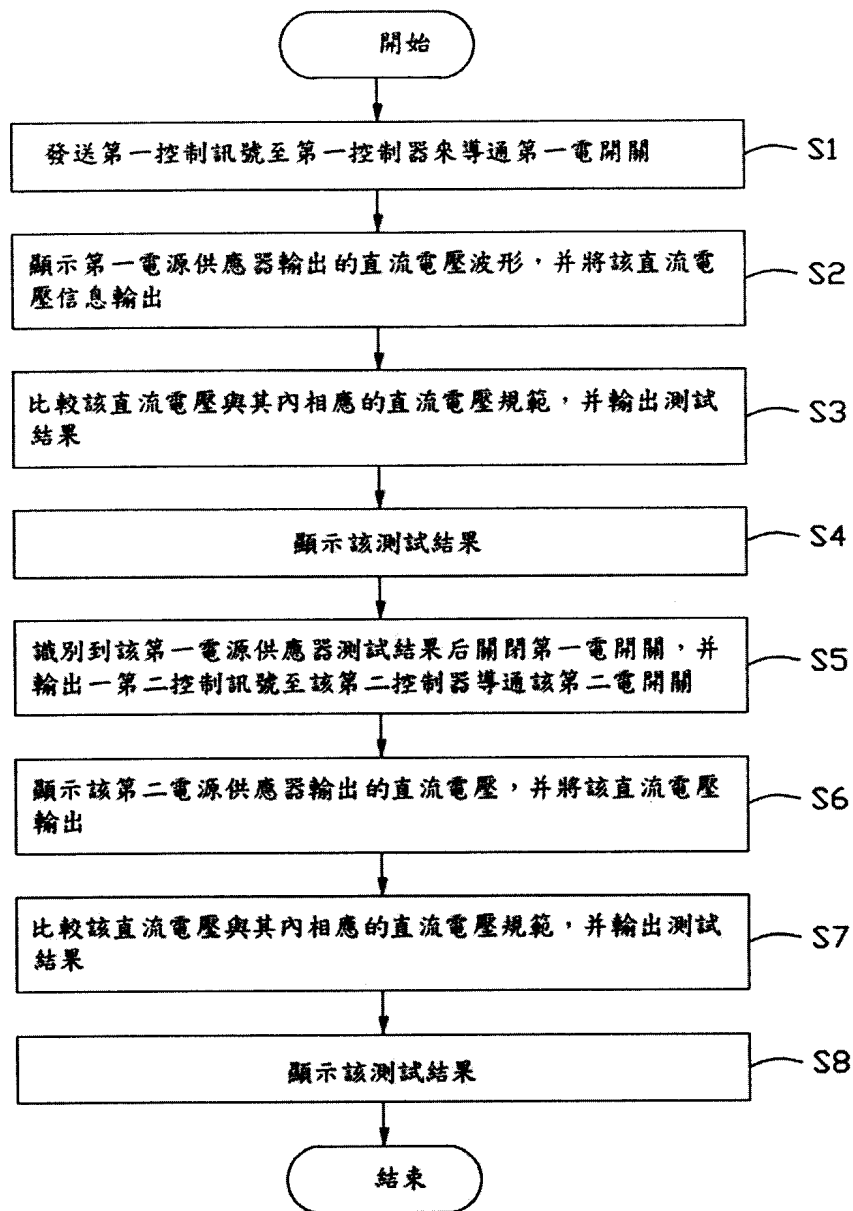 開始
發送第一控制訊號至第一控制器來導通第一電開關
S1
顯示第一電源供應器輸出的直流電壓波形，并將該直流電
壓信息輸出
S2
比較該直流電壓與其內相應的直流電壓規範，并輸出測試
結果
S3
顯示該測試結果
S4
識別到該第一電源供應器測試結果后關閉第一電開關，并
輸出一第二控制訊號至該第二控制器導通該第二電開關
S5
顯示該第二電源供應器輸出的直流電壓，并將該直流電壓
輸出
S6
比較該直流電壓與其內相應的直流電壓規範，并輸出測試
結果
S7
顯示該測試結果
S8
結束